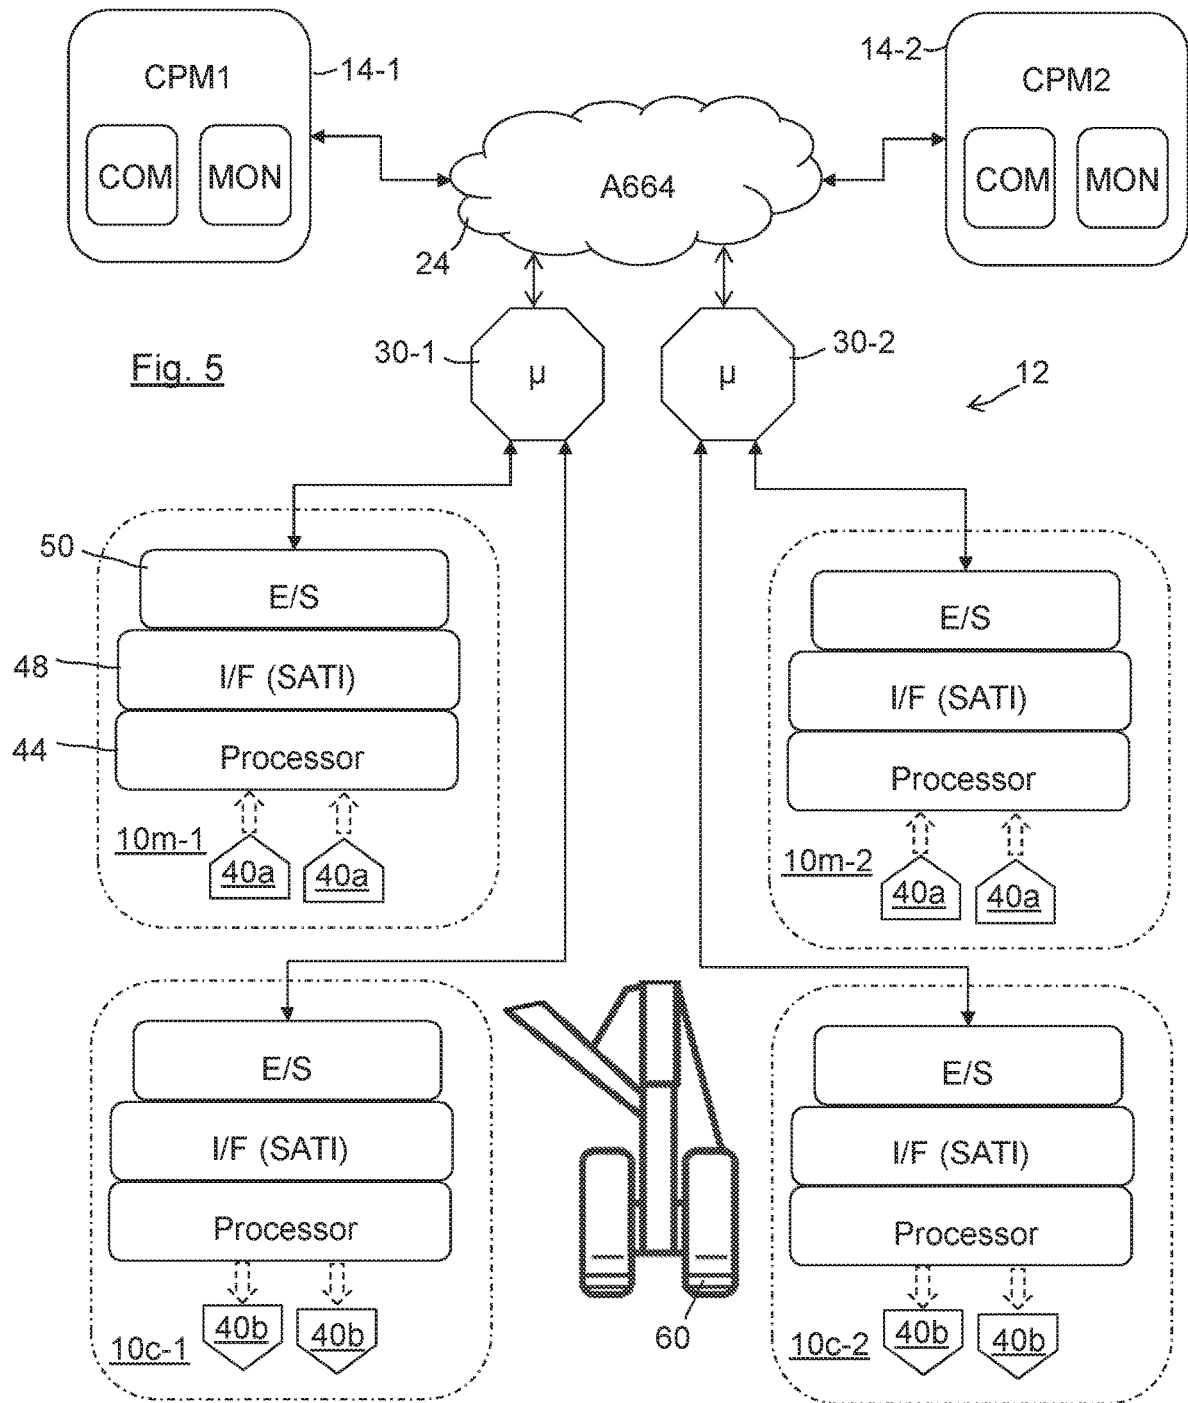 CPM1
14-1
COM
MON
14-2
CPM2
COM
MON
A664
24
30-1
µ
µ
30-2
Fig. 5
12
50
E/S
48
I/F (SATI)
44
Processor
10m-1
40a
40a
E/S
I/F (SATI)
Processor
10m-2
40a
40a
E/S
I/F (SATI)
Processor
10c-1
40b
40b
60
E/S
I/F (SATI)
Processor
10c-2
40b
40b